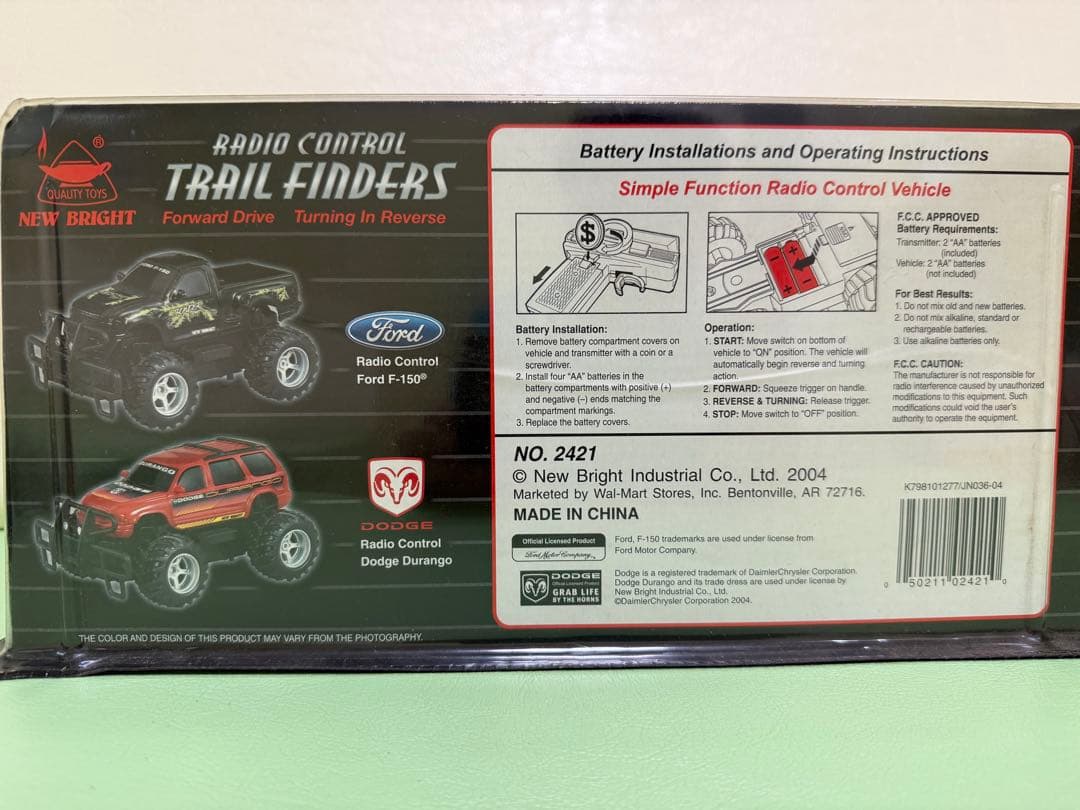 QUALITY TOYS
®
NEW BRIGHT
RADIO CONTROL
TRAIL FINDERS
Forward Drive Turning In Reverse
Ford
Radio Control
Ford F-150®
DURANGO
DODGE
DODGE
Radio Control
Dodge Durango
THE COLOR AND DESIGN OF THIS PRODUCT MAY VARY FROM THE PHOTOGRAPHY.
Battery Installations and Operating Instructions
Simple Function Radio Control Vehicle
$
Battery Installation:
1. Remove battery compartment covers on
vehicle and transmitter with a coin or a
screwdriver.
2. Install four "AA" batteries in the
battery compartments with positive (+)
and negative (–) ends matching the
compartment markings.
3. Replace the battery covers.
Operation:
1. START: Move switch on bottom of
vehicle to "ON" position. The vehicle will
automatically begin reverse and turning
action.
2. FORWARD: Squeeze trigger on handle.
3. REVERSE & TURNING: Release trigger.
4. STOP: Move switch to "OFF" position.
F.C.C. APPROVED
Battery Requirements:
Transmitter: 2 "AA" batteries
(included)
Vehicle: 2 "AA" batteries
(not included)
For Best Results:
1. Do not mix old and new batteries.
2. Do not mix alkaline, standard or
rechargeable batteries.
3. Use alkaline batteries only.
F.C.C. CAUTION:
The manufacturer is not responsible for
radio interference caused by unauthorized
modifications to this equipment. Such
modifications could void the user's
authority to operate the equipment.
NO. 2421
© New Bright Industrial Co., Ltd. 2004
Marketed by Wal-Mart Stores, Inc. Bentonville, AR 72716.
MADE IN CHINA
K798101277/JN036-04
0 50211 02421 0
Official Licensed Product
Ford Motor Company
Ford, F-150 trademarks are used under license from
Ford Motor Company.
DODGE
Official Licensed Product
GRAB LIFE
BY THE HORNS
Dodge is a registered trademark of DaimlerChrysler Corporation.
Dodge Durango and its trade dress are used under license by
New Bright Industrial Co., Ltd.
©DaimlerChrysler Corporation 2004.